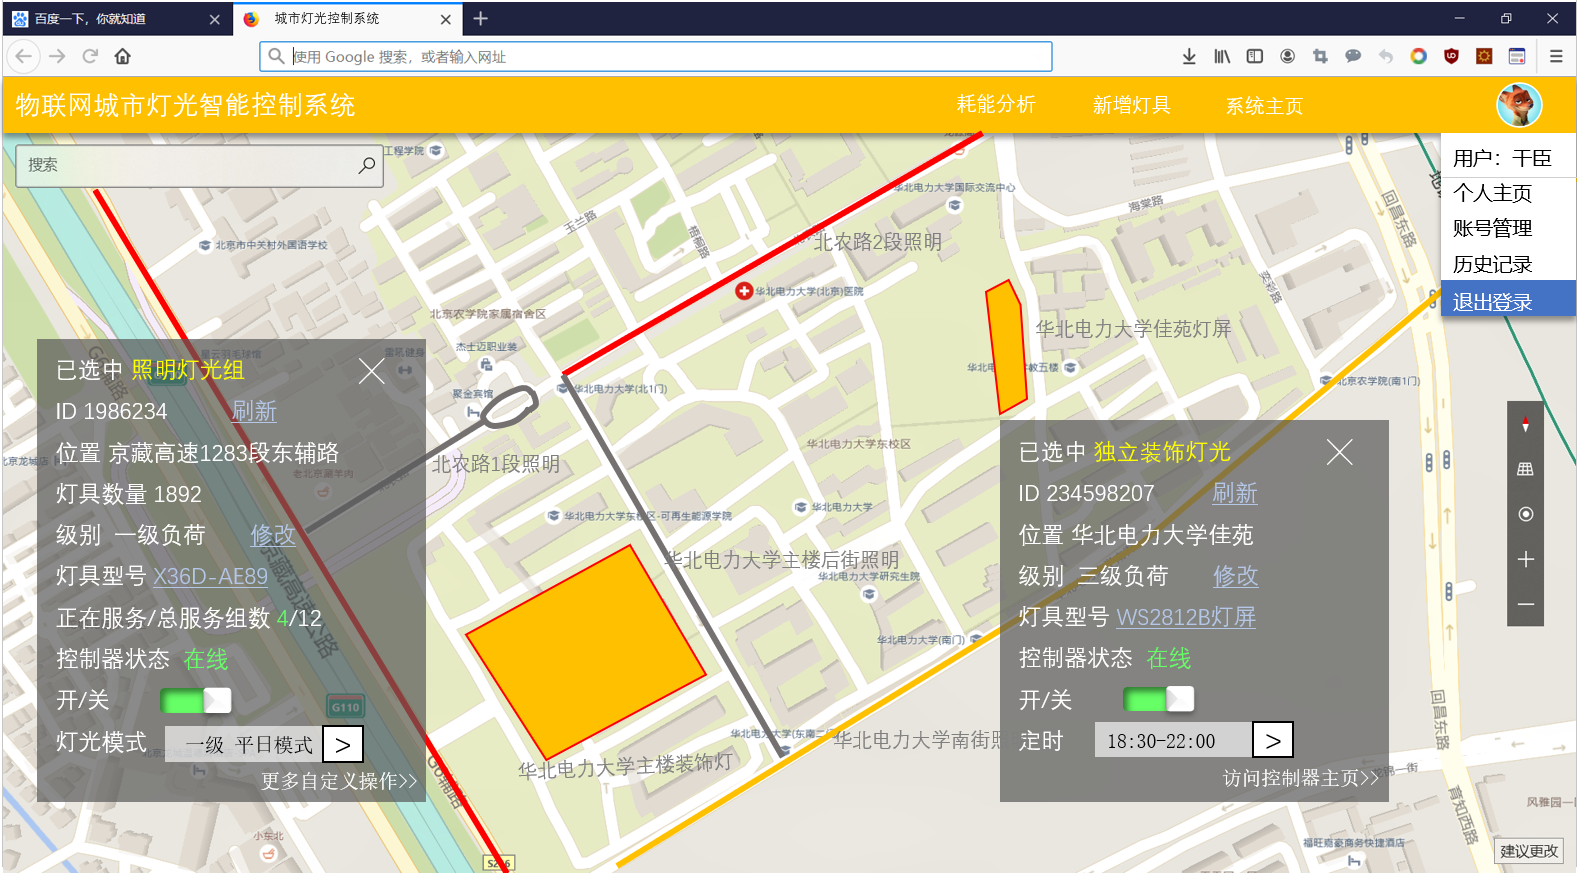 百度一下，你就知道
城市灯光控制系统
使用 Google 搜索，或者输入网址
物联网城市灯光智能控制系统
耗能分析
新增灯具
系统主页
搜索
用户：干臣
个人主页
账号管理
历史记录
退出登录
工程学院
华北电力大学国际交流中心
玉兰路
梧桐路
海棠路
回昌东路
北京市中关村外国语学校
北农路2段照明
奕彩路
华北电力大学(北京)医院
北京农学院家属宿舍区
华北电力大学佳苑灯屏
杰士迈职业装
华北电力大学(北1门)
教五楼
北京农学院(南1门)
聚金宾馆
华北电力大学东校区
北农路1段照明
华北电力大学
华北电力大学东校区-可再生能源学院
华北电力大学主楼后街照明
华北电力大学研究生院
华北电力大学(南门)
华北电力大学(东南二门)
华北电力大学南街照
华北电力大学主楼装饰灯
已选中 照明灯光组
ID 1986234
刷新
位置 京藏高速1283段东辅路
灯具数量 1892
级别 一级负荷
修改
灯具型号 X36D-AE89
正在服务/总服务组数 4/12
控制器状态 在线
开/关
灯光模式
一级 平日模式
>
更多自定义操作>>
已选中 独立装饰灯光
ID 234598207
刷新
位置 华北电力大学佳苑
级别 三级负荷
修改
灯具型号 WS2812B灯屏
控制器状态 在线
开/关
定时
18:30-22:00
>
访问控制器主页>>
G110
回昌东路
龙锦一街
育知西路
风雅园一
福旺嘉豪商务快捷酒店
小东北
建议更改